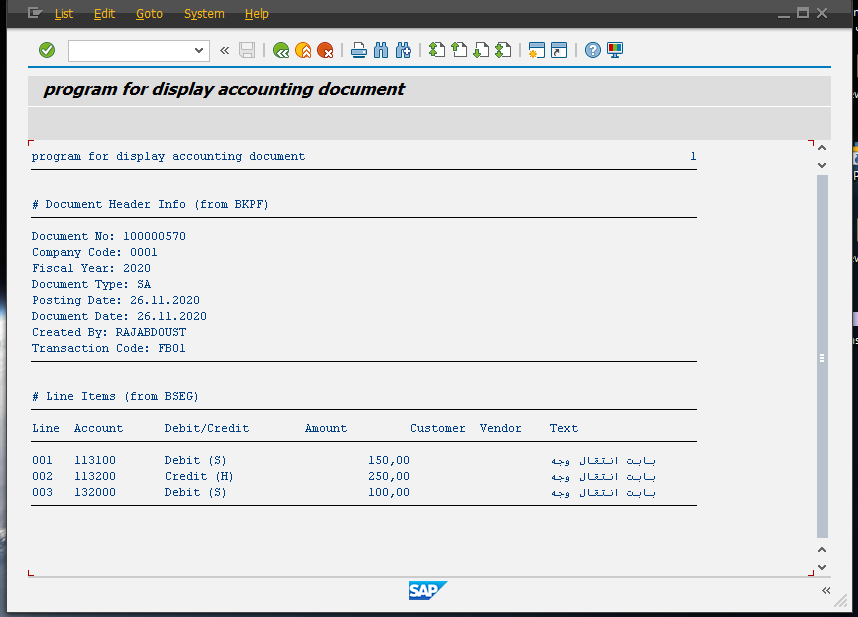 List Edit Goto System Help
program for display accounting document
program for display accounting document 1
# Document Header Info (from BKPF)
Document No: 100000570
Company Code: 0001
Fiscal Year: 2020
Document Type: SA
Posting Date: 26.11.2020
Document Date: 26.11.2020
Created By: RAJABDOUST
Transaction Code: FB01
# Line Items (from BSEG)
Line Account Debit/Credit Amount Customer Vendor Text
001 113100 Debit (S) 150,00 بابت انتقال وجه
002 113200 Credit (H) 250,00 بابت انتقال وجه
003 132000 Debit (S) 100,00 بابت انتقال وجه
SAP